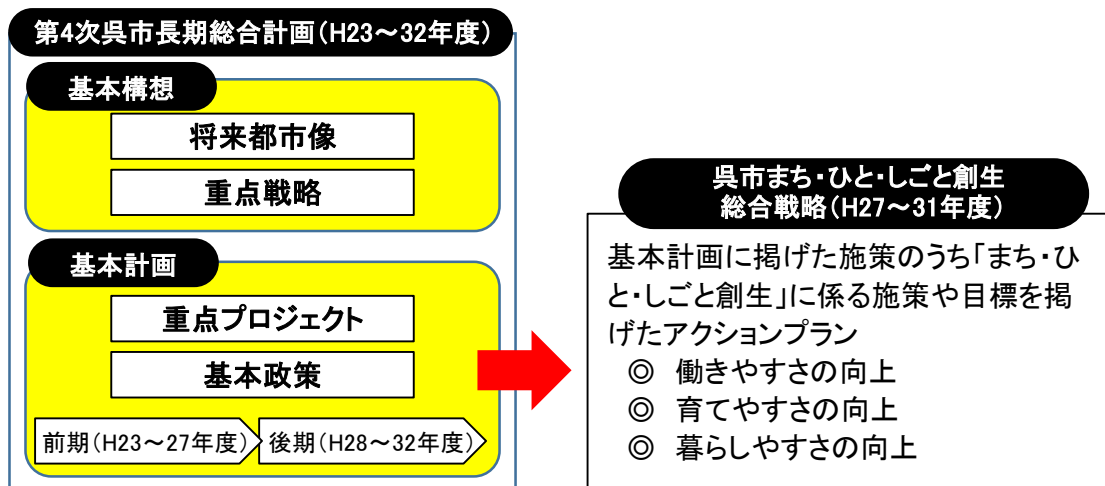 第4次呉市長期総合計画(H23～32年度)
基本構想
将来都市像
重点戦略
基本計画
重点プロジェクト
基本政策
前期(H23～27年度)
後期(H28～32年度)
呉市まち・ひと・しごと創生
総合戦略(H27～31年度)
基本計画に掲げた施策のうち「まち・ひ
と・しごと創生」に係る施策や目標を掲
げたアクションプラン
◎ 働きやすさの向上
◎ 育てやすさの向上
◎ 暮らしやすさの向上